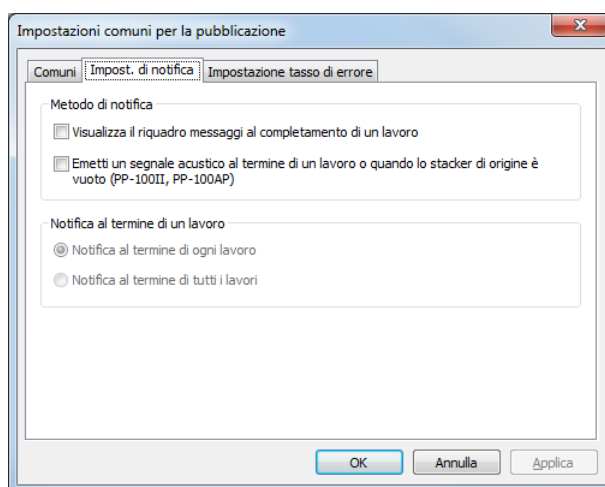 Impostazioni comuni per la pubblicazione
Comuni Impost. di notifica Impostazione tasso di errore
Metodo di notifica
Visualizza il riquadro messaggi al completamento di un lavoro
Emetti un segnale acustico al termine di un lavoro o quando lo stacker di origine è
vuoto (PP-100II, PP-100AP)
Notifica al termine di un lavoro
Notifica al termine di ogni lavoro
Notifica al termine di tutti i lavori
OK Annulla Applica